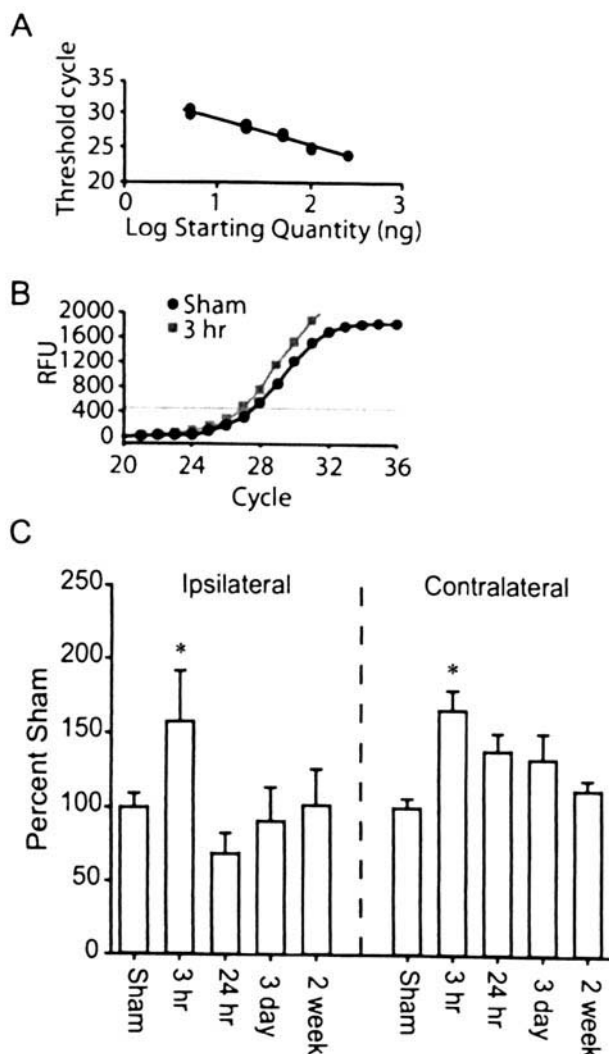 A
Threshold cycle
35
30
25
20
0 1 2 3
Log Starting Quantity (ng)
B
Sham
3 hr
RFU
2000
1600
1200
800
400
0
20 24 28 32 36
Cycle
C
Percent Sham
250
200
150
100
50
0
Ipsilateral
Contralateral
*
*
Sham
3 hr
24 hr
3 day
2 week
Sham
3 hr
24 hr
3 day
2 week